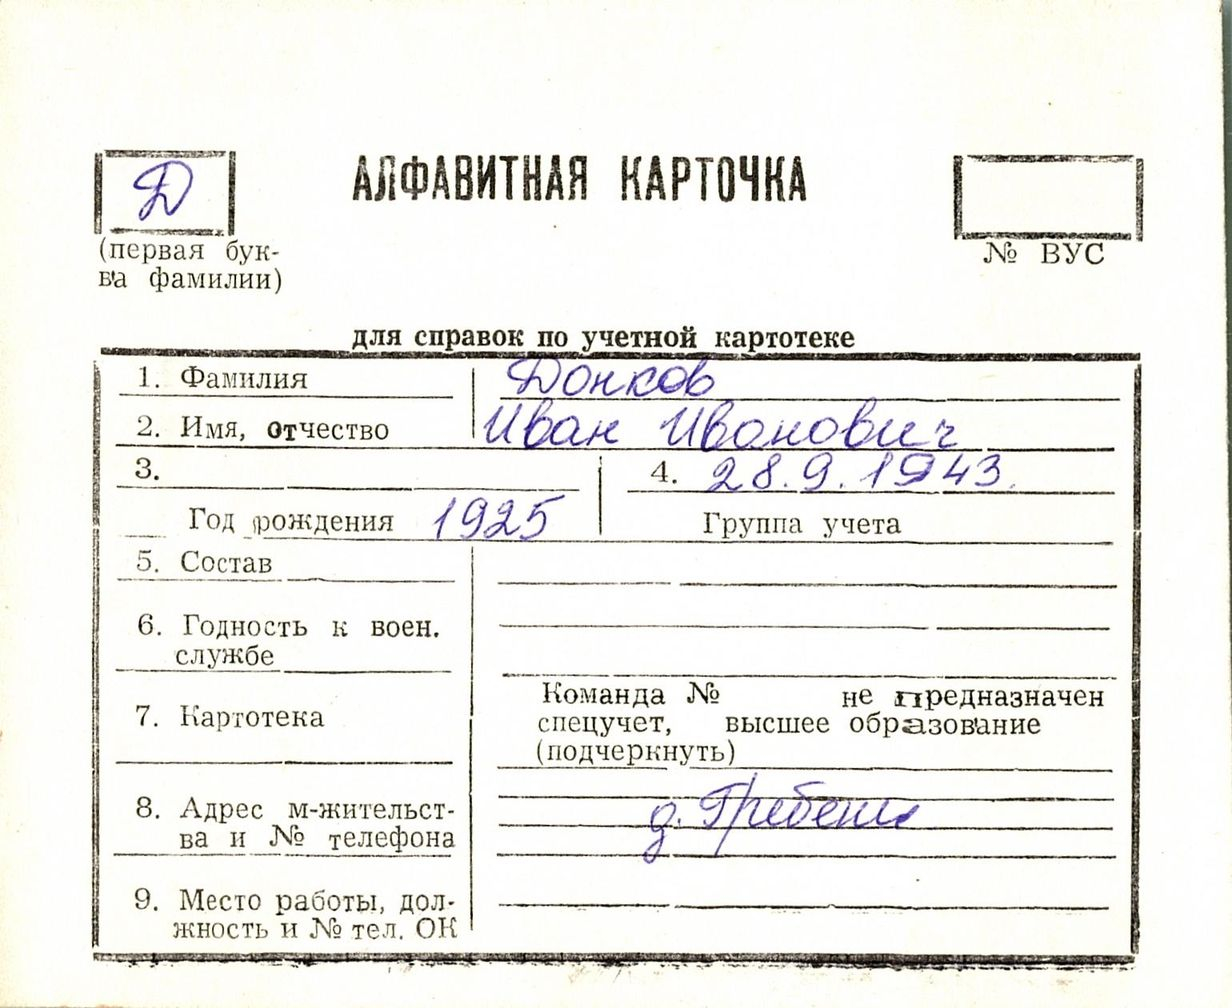 Д
АЛФАВИТНАЯ КАРТОЧКА
(первая бук-
ва фамилии)
№ ВУС
для справок по учетной картотеке
1. Фамилия Донков
2. Имя, отчество Иван Иванович
3.
4. 28.9.1943.
Год рождения 1925
Группа учета
5. Состав
6. Годность к воен.
службе
7. Картотека
Команда № не предназначен
спецучет, высшее образование
(подчеркнуть)
8. Адрес м-жительст-
ва и № телефона
д. Гребени
9. Место работы, дол-
жность и № тел. ОК